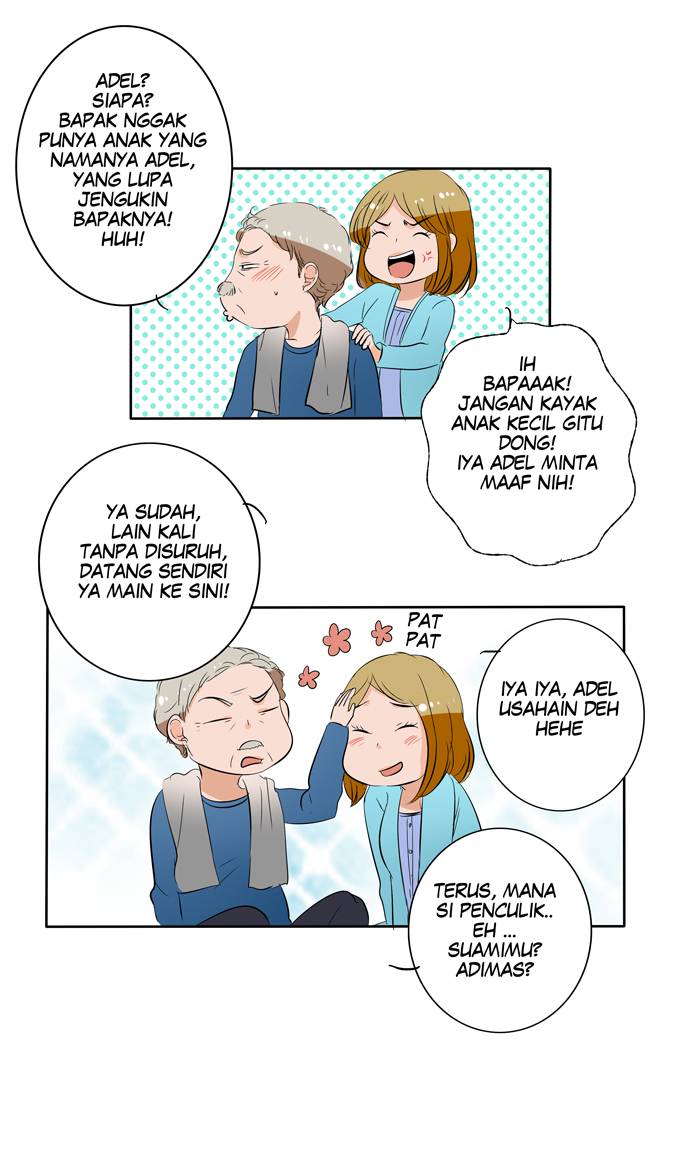 ADEL?
SIAPA?
BAPAK NGGAK
PUNYA ANAK YANG
NAMANYA ADEL,
YANG LUPA
JENGUKIN
BAPAKNYA!
HUH!
IH
BAPAAAK!
JANGAN KAYAK
ANAK KECIL GITU
DONG!
IYA ADEL MINTA
MAAF NIH!
YA SUDAH,
LAIN KALI
TANPA DISURUH,
DATANG SENDIRI
YA MAIN KE SINI!
PAT
PAT
IYA IYA, ADEL
USAHAIN DEH
HEHE
TERUS, MANA
SI PENCULIK..
EH ...
SUAMIMU?
ADIMAS?